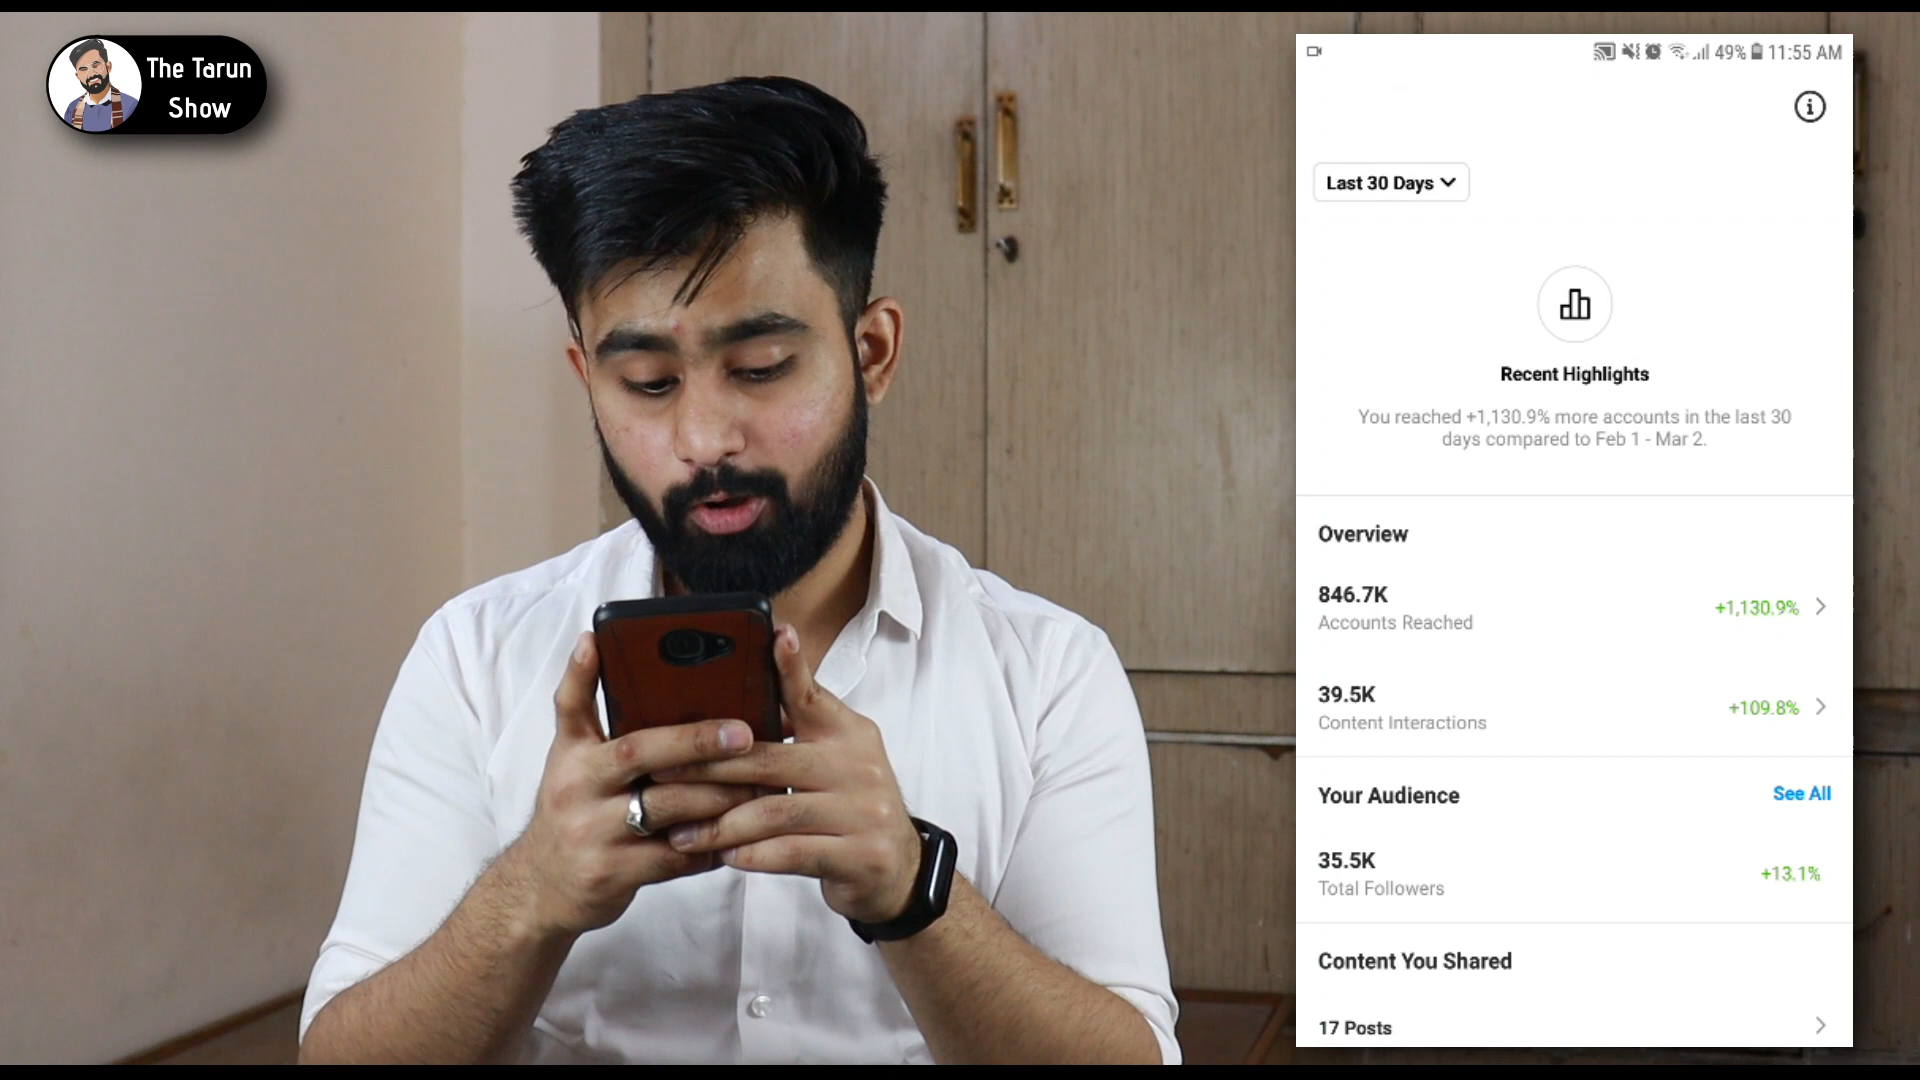 The Tarun
Show
49% 11:55 AM
Last 30 Days
Recent Highlights
You reached +1,130.9% more accounts in the last 30
days compared to Feb 1 - Mar 2.
Overview
846.7K
Accounts Reached
+1,130.9%
39.5K
Content Interactions
+109.8%
Your Audience
See All
35.5K
Total Followers
+13.1%
Content You Shared
17 Posts